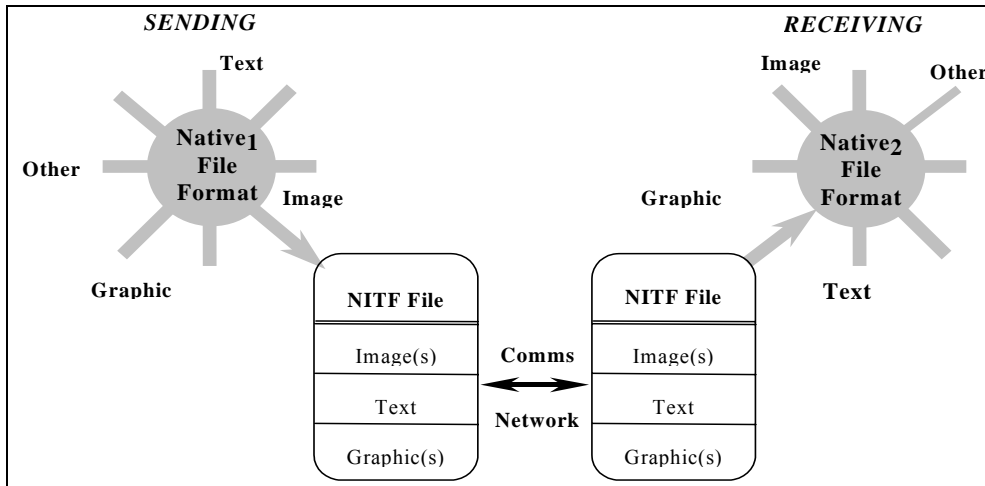 SENDING
Text
Native1
File
Format
Other
Image
Graphic
NITF File
Image(s)
Text
Graphic(s)
Comms
Network
RECEIVING
Image
Other
Native2
File
Format
Graphic
Text
NITF File
Image(s)
Text
Graphic(s)